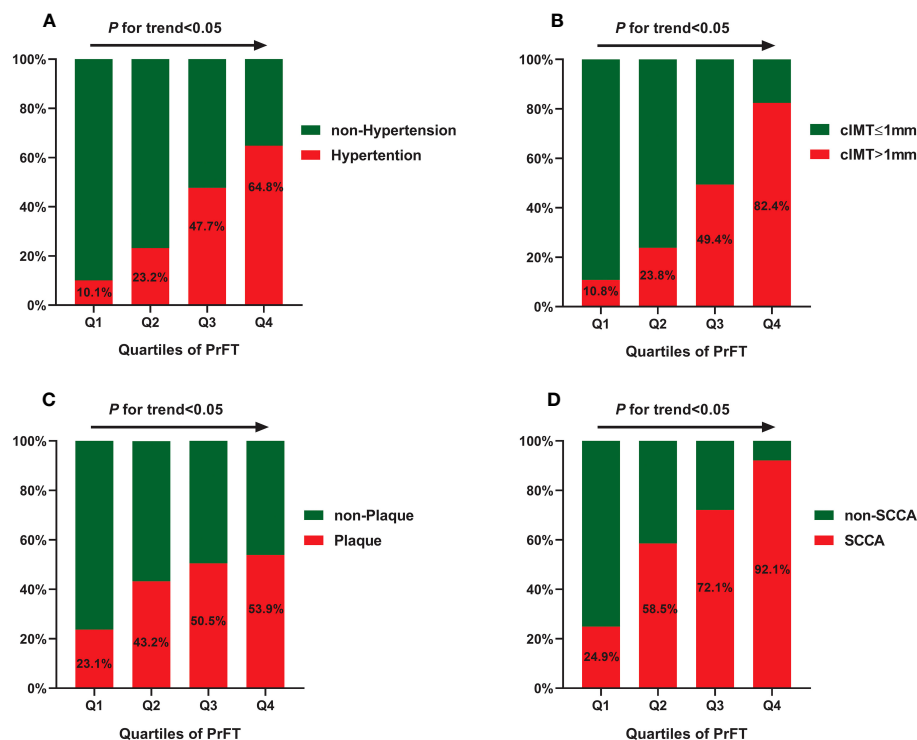 A
P for trend<0.05
100%
80%
60%
40%
20%
0%
10.1%
23.2%
47.7%
64.8%
Q1 Q2 Q3 Q4
Quartiles of PrFT
non-Hypertension
Hypertention
B
P for trend<0.05
100%
80%
60%
40%
20%
0%
10.8%
23.8%
49.4%
82.4%
Q1 Q2 Q3 Q4
Quartiles of PrFT
cIMT≤1mm
cIMT>1mm
C
P for trend<0.05
100%
80%
60%
40%
20%
0%
23.1%
43.2%
50.5%
53.9%
Q1 Q2 Q3 Q4
Quartiles of PrFT
non-Plaque
Plaque
D
P for trend<0.05
100%
80%
60%
40%
20%
0%
24.9%
58.5%
72.1%
92.1%
Q1 Q2 Q3 Q4
Quartiles of PrFT
non-SCCA
SCCA